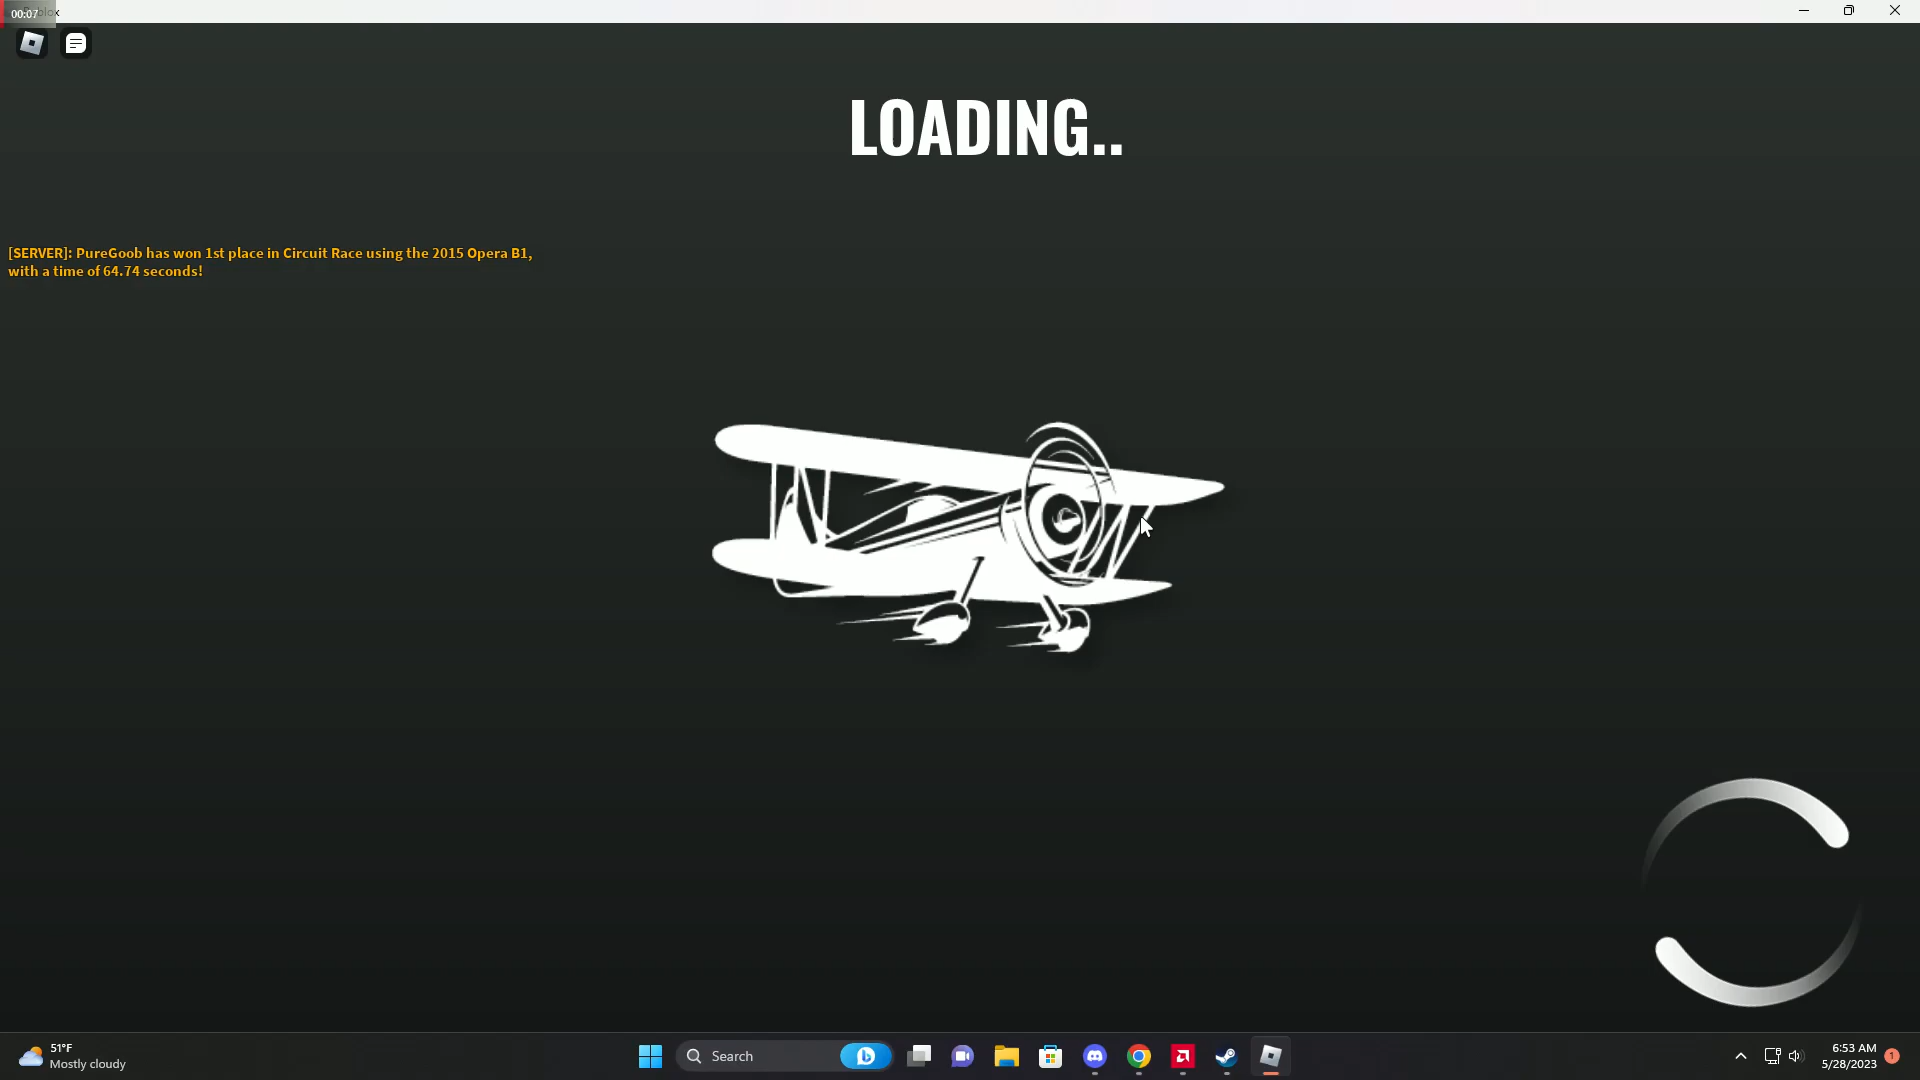 00:07
LOADING..
[SERVER]: PureGoob has won 1st place in Circuit Race using the 2015 Opera B1,
with a time of 64.74 seconds!
51°F
Mostly cloudy
Search
6:53 AM
5/28/2023
1